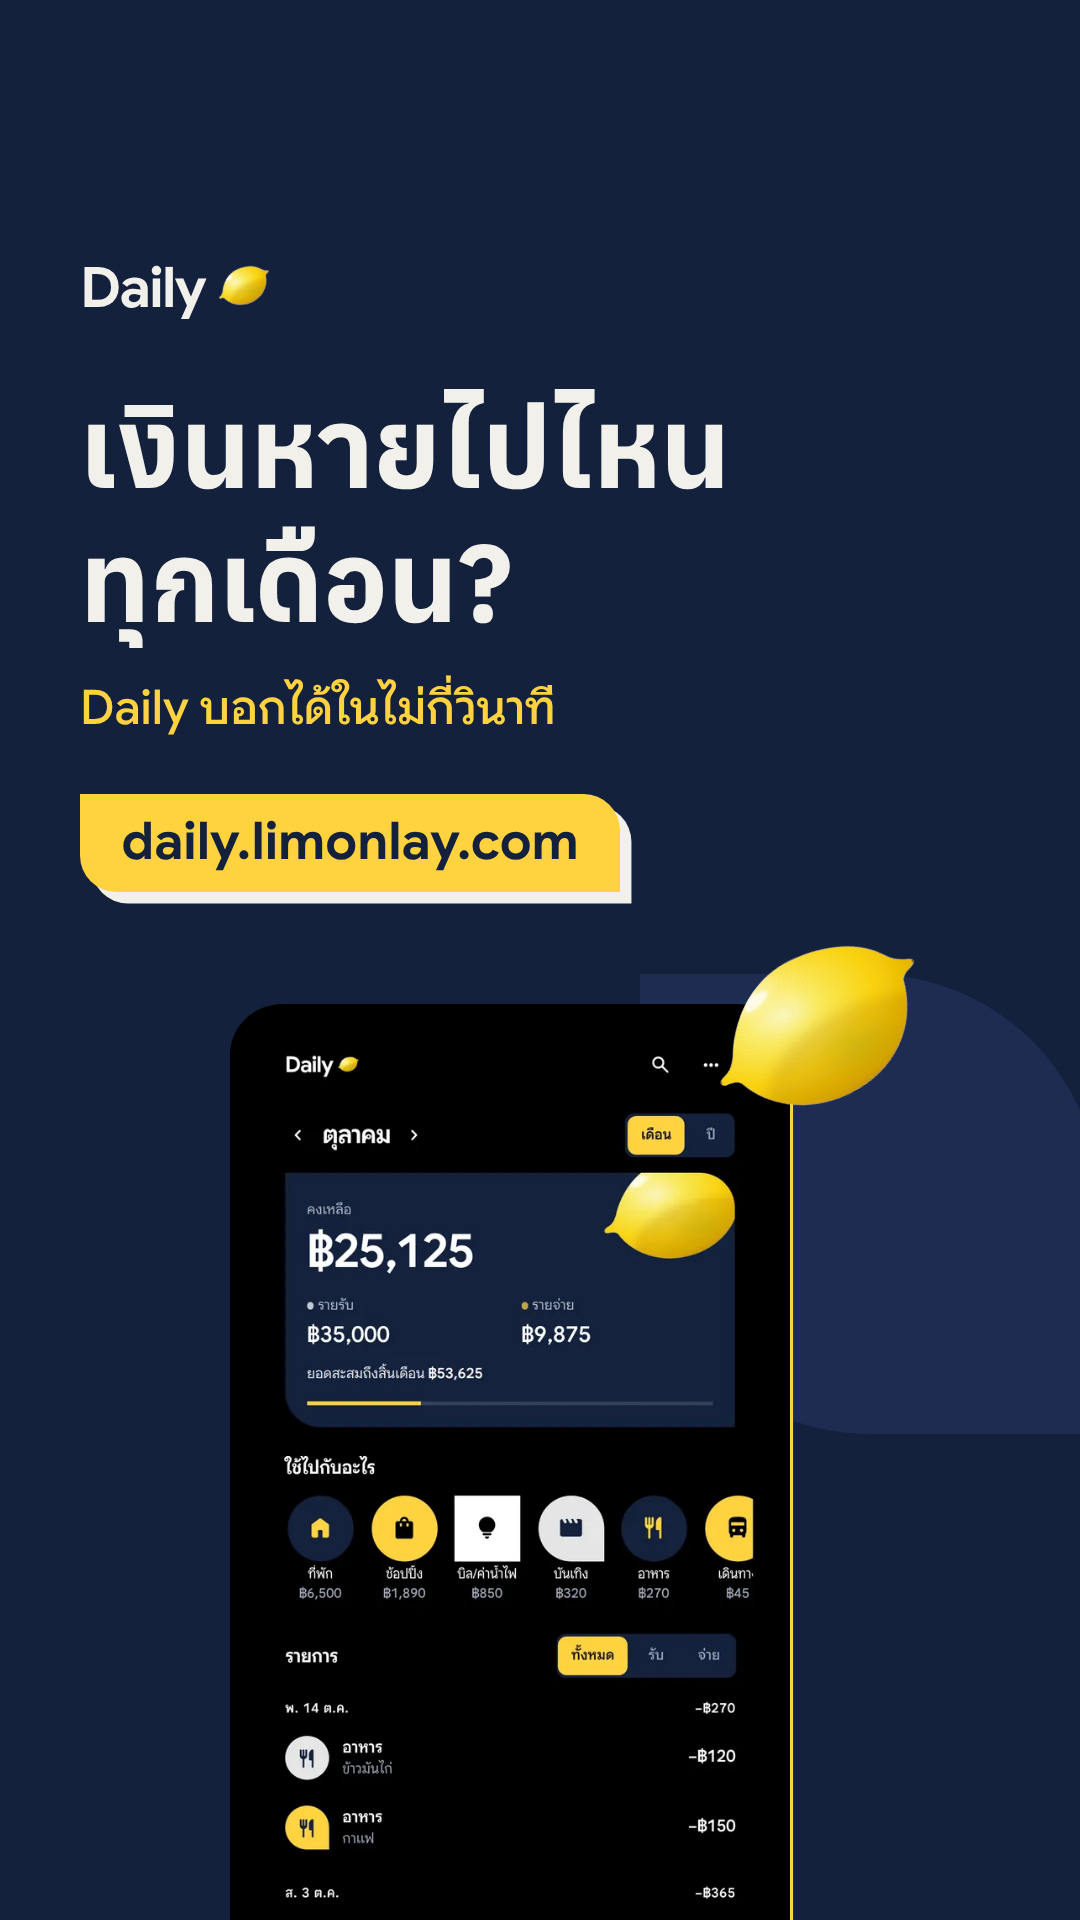 Daily
เงินหายไปไหน
ทุกเดือน?
Daily บอกได้ในไม่กี่วินาที
daily.limonlay.com
Daily
ตุลาคม
เดือน ปี
คงเหลือ
฿25,125
รายรับ รายจ่าย
฿35,000 ฿9,875
ยอดสะสมถึงสิ้นเดือน ฿53,625
ใช้ไปกับอะไร
ที่พัก ช้อปปิ้ง บิล/ค่าน้ำไฟ บันเทิง อาหาร เดินทา
฿6,500 ฿1,890 ฿850 ฿320 ฿270 ฿45
รายการ ทั้งหมด รับ จ่าย
พ. 14 ต.ค. -฿270
อาหาร -฿120
ข้าวมันไก่
อาหาร -฿150
กาแฟ
ส. 3 ต.ค. -฿365